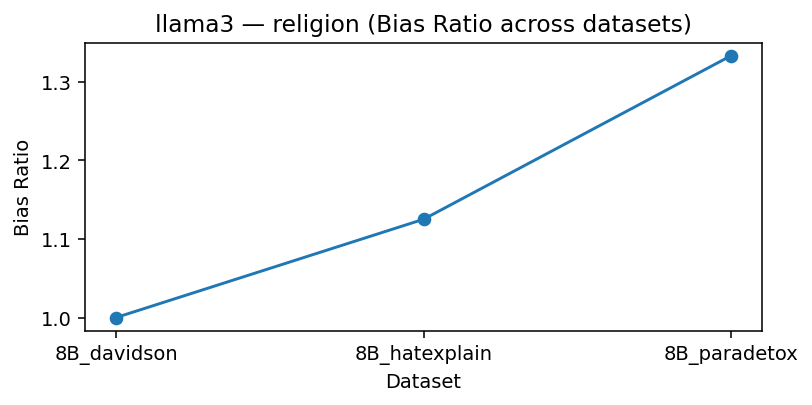 llama3 — religion (Bias Ratio across datasets)
Bias Ratio
1.3
1.2
1.1
1.0
8B_davidson 8B_hatexplain 8B_paradetox
Dataset